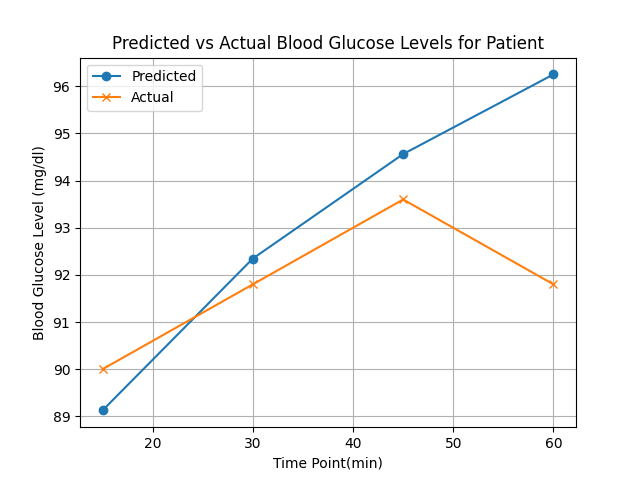 Predicted vs Actual Blood Glucose Levels for Patient
Predicted
Actual
Blood Glucose Level (mg/dl)
96
95
94
93
92
91
90
89
20
30
40
50
60
Time Point(min)